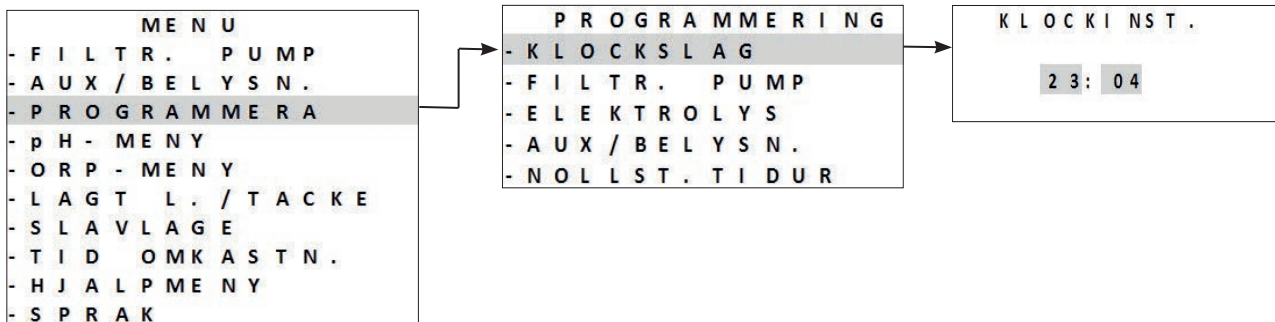 MENU
- FILTR. PUMP
- AUX/BELYSN.
- PROGRAMMERA
- pH-MENY
- ORP-MENY
- LAGT L./TACKE
- SLAVLAGE
- TID OMKASTN.
- HJALPMENY
- SPRAK
PROGRAMMERING
- KLOCKSLAG
- FILTR. PUMP
- ELEKTROLYS
- AUX/BELYSN.
- NOLLST. TIDUR
KLOCKINST.
23: 04